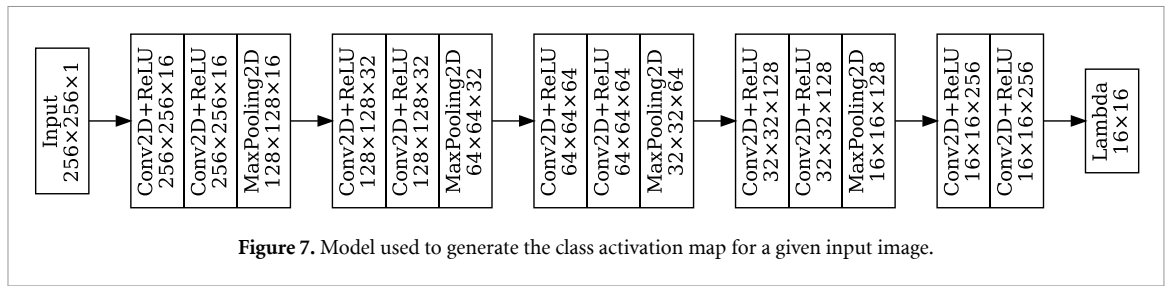 Input
256×256×1
Conv2D+ReLU
256×256×16
Conv2D+ReLU
256×256×16
MaxPooling2D
128×128×16
Conv2D+ReLU
128×128×32
Conv2D+ReLU
128×128×32
MaxPooling2D
64×64×32
Conv2D+ReLU
64×64×64
Conv2D+ReLU
64×64×64
MaxPooling2D
32×32×64
Conv2D+ReLU
32×32×128
Conv2D+ReLU
32×32×128
MaxPooling2D
16×16×128
Conv2D+ReLU
16×16×256
Conv2D+ReLU
16×16×256
Lambda
16×16
Figure 7. Model used to generate the class activation map for a given input image.